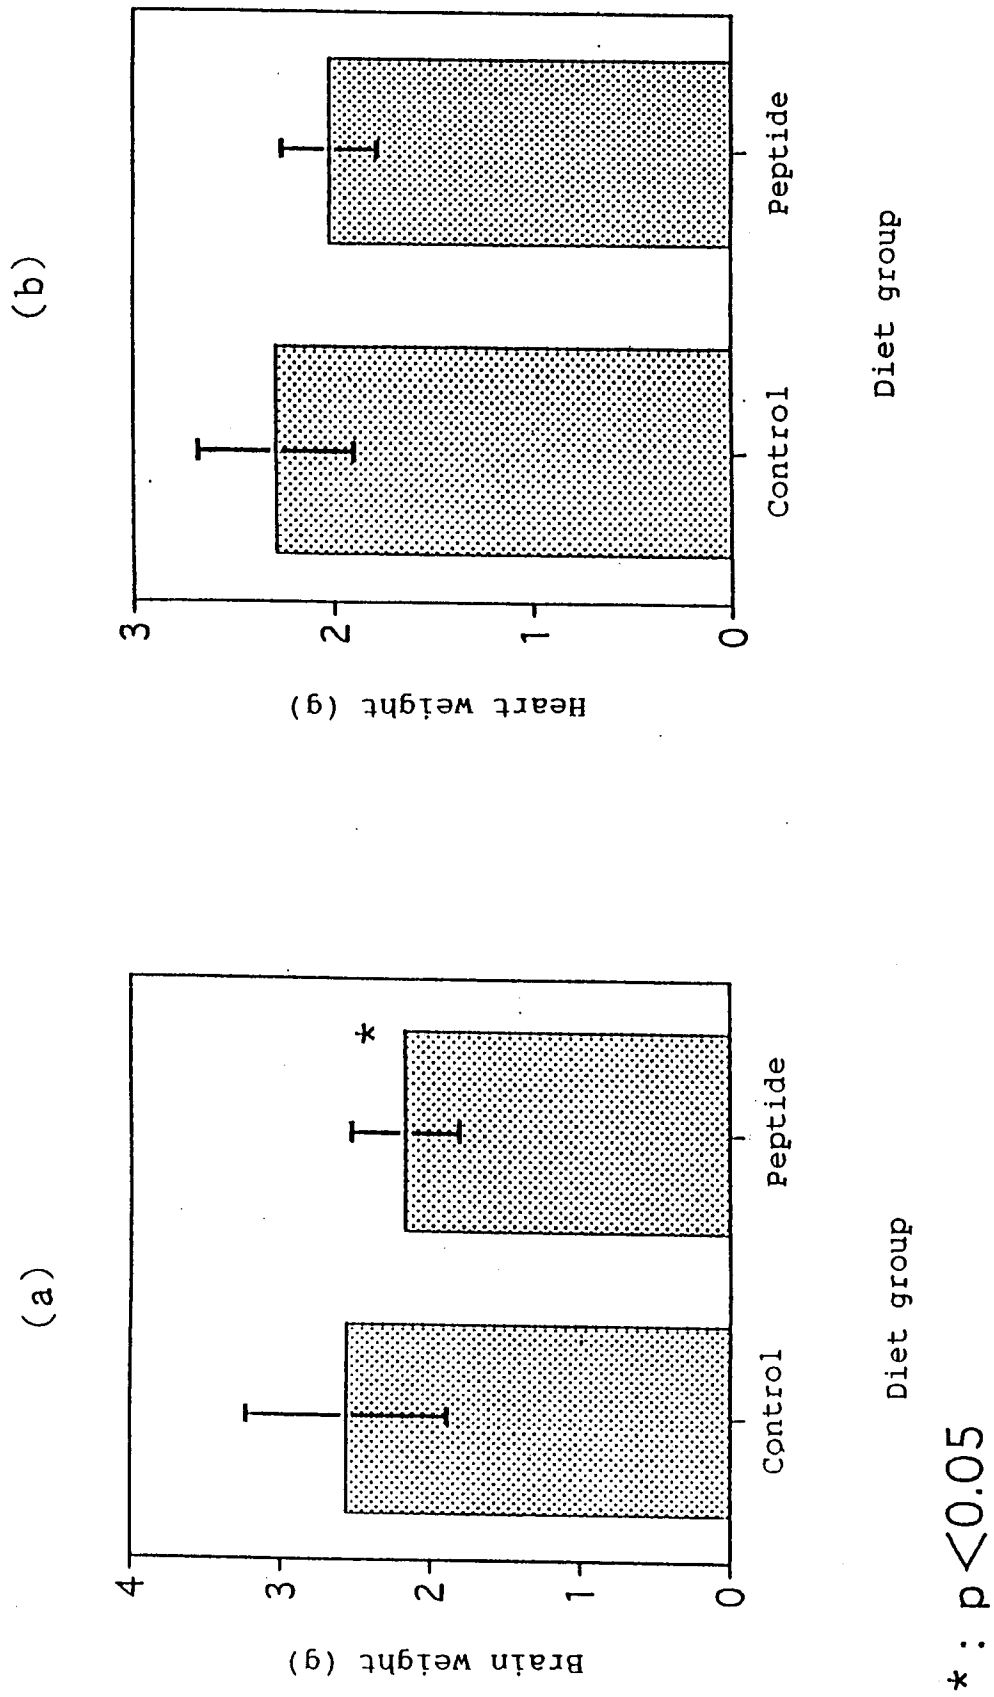 (a)
Brain weight (g)
4
3
2
1
0
*
Control
Peptide
Diet group
(b)
Heart weight (g)
3
2
1
0
Control
Peptide
Diet group
* : p <0.05